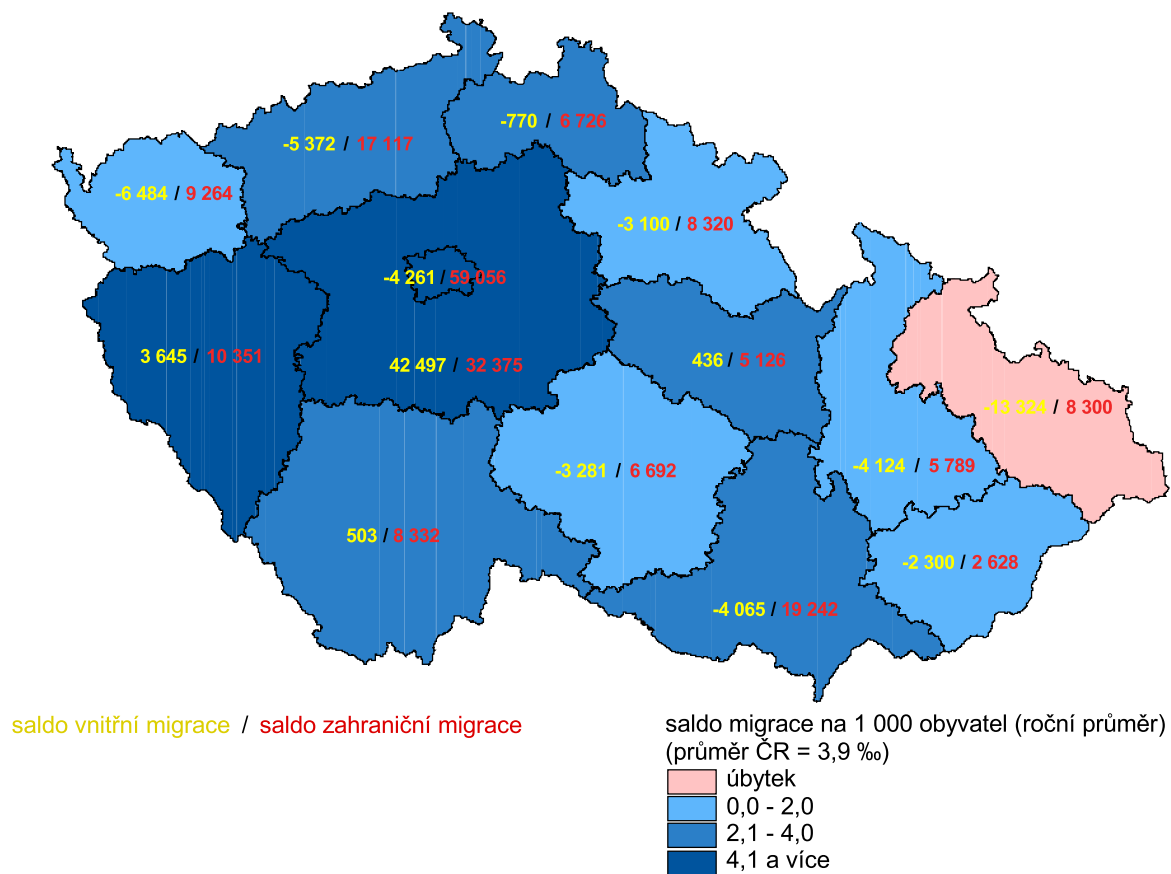 -770 / 6 726
-5 372 / 17 117
-6 484 / 9 264
-3 100 / 8 320
-4 261 / 59 056
3 645 / 10 351
42 497 / 32 375
436 / 5 126
-13 324 / 8 300
-3 281 / 6 692
-4 124 / 5 789
503 / 8 332
-2 300 / 2 628
-4 065 / 19 242
saldo vnitřní migrace / saldo zahraniční migrace
saldo migrace na 1 000 obyvatel (roční průměr)
(průměr ČR = 3,9 ‰)
úbytek
0,0 - 2,0
2,1 - 4,0
4,1 a více